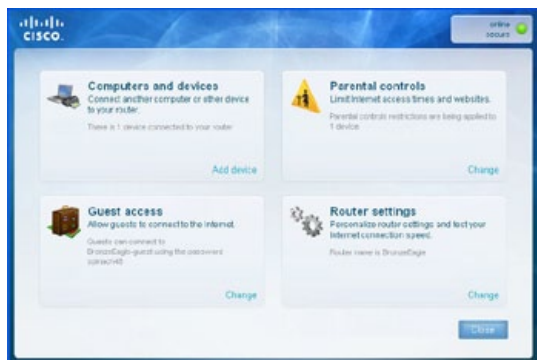 CISCO.
online
secure
Computers and devices
Connect another computer or other device
to your router.
There is 1 device connected to your router
Add device
Parental controls
Limit Internet access times and websites.
Parental controls restrictions are being applied to
1 device
Change
Guest access
Allow guests to connect to the Internet.
Guests can connect to
BronzeEagle-guest using the password
Change
Router settings
Personalize router settings and test your
Internet connection speed.
Router name is BronzeEagle
Change
Close